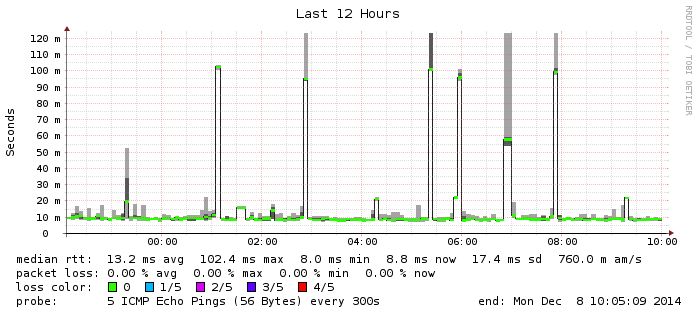 Last 12 Hours
RRDTOOL / TOBI OETIKER
Seconds
120 m
110 m
100 m
90 m
80 m
70 m
60 m
50 m
40 m
30 m
20 m
10 m
0
00:00 02:00 04:00 06:00 08:00 10:00
median rtt: 13.2 ms avg 102.4 ms max 8.0 ms min 8.8 ms now 17.4 ms sd 760.0 m am/s
packet loss: 0.00 % avg 0.00 % max 0.00 % min 0.00 % now
loss color: 0 1/5 2/5 3/5 4/5
probe: 5 ICMP Echo Pings (56 Bytes) every 300s end: Mon Dec 8 10:05:09 2014